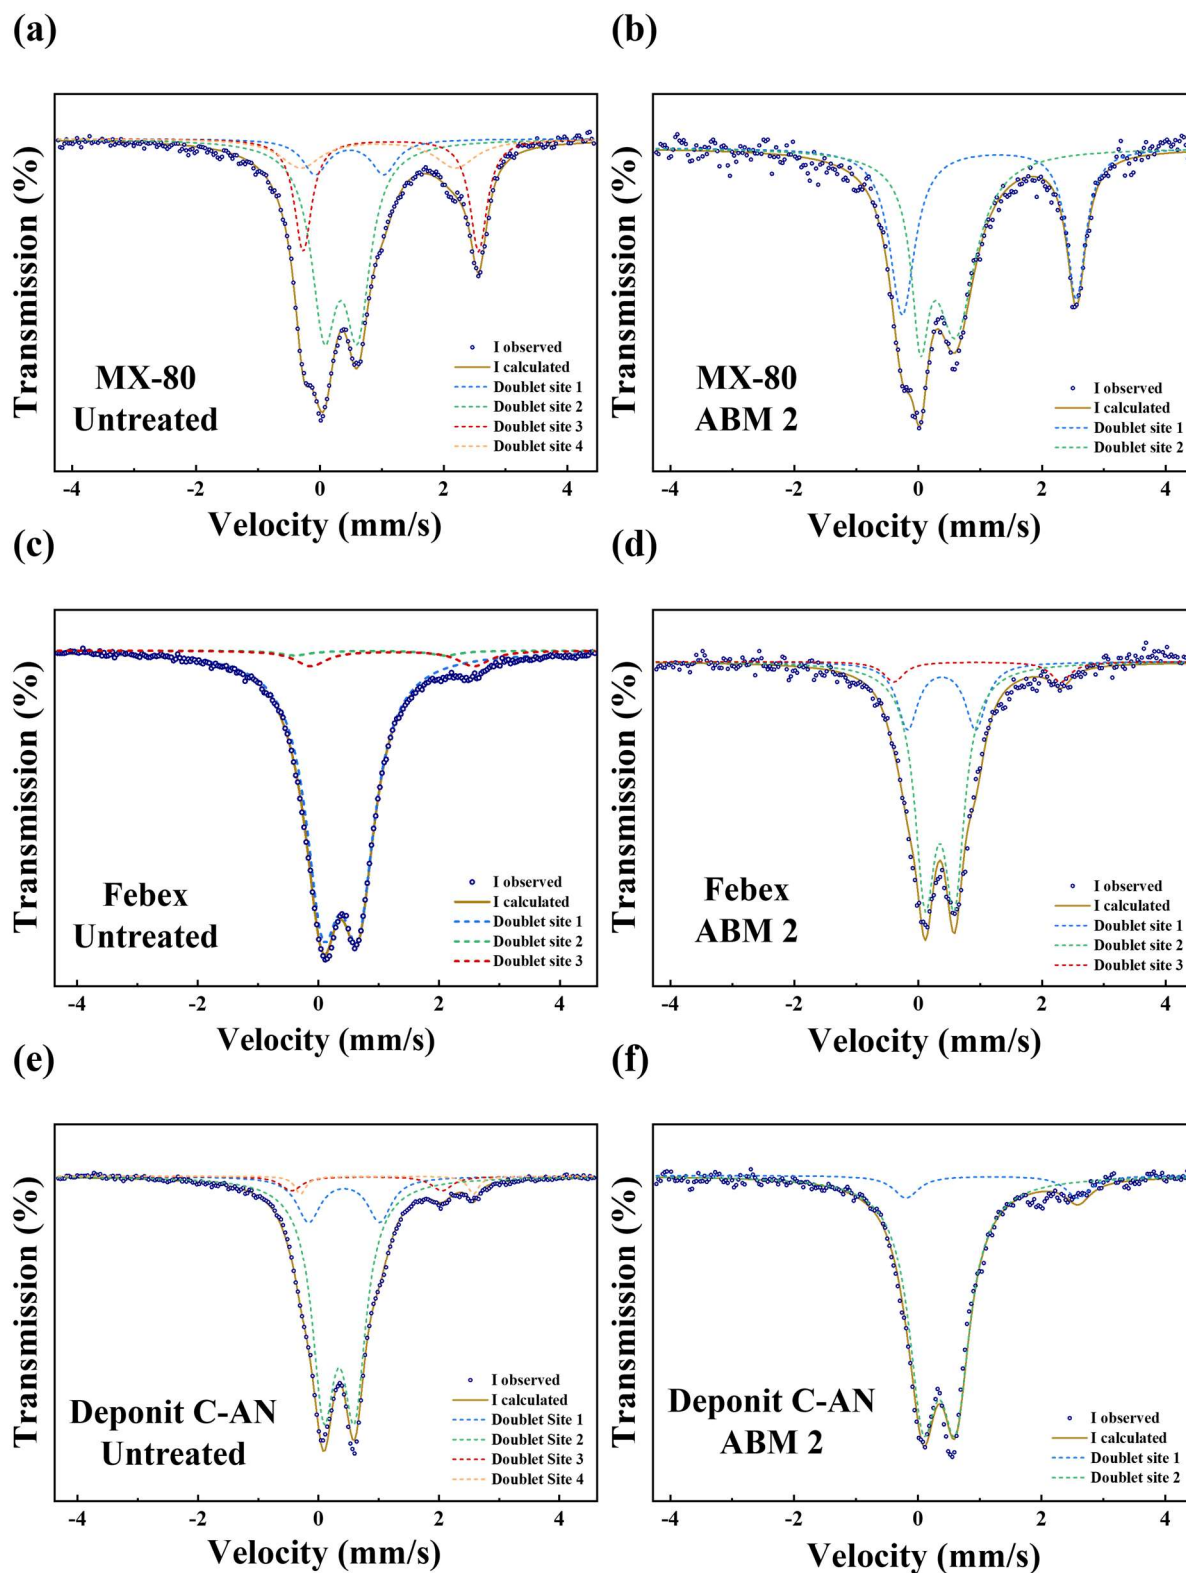 (a)
Transmission (%)
MX-80
Untreated
I observed
I calculated
Doublet site 1
Doublet site 2
Doublet site 3
Doublet site 4
-4 -2 0 2 4
Velocity (mm/s)
(b)
Transmission (%)
MX-80
ABM 2
I observed
I calculated
Doublet site 1
Doublet site 2
-4 -2 0 2 4
Velocity (mm/s)
(c)
Transmission (%)
Febex
Untreated
I observed
I calculated
Doublet site 1
Doublet site 2
Doublet site 3
-4 -2 0 2 4
Velocity (mm/s)
(d)
Transmission (%)
Febex
ABM 2
I observed
I calculated
Doublet site 1
Doublet site 2
Doublet site 3
-4 -2 0 2 4
Velocity (mm/s)
(e)
Transmission (%)
Deponit C-AN
Untreated
I observed
I calculated
Doublet Site 1
Doublet Site 2
Doublet Site 3
Doublet Site 4
-4 -2 0 2 4
Velocity (mm/s)
(f)
Transmission (%)
Deponit C-AN
ABM 2
I observed
I calculated
Doublet site 1
Doublet site 2
-4 -2 0 2 4
Velocity (mm/s)